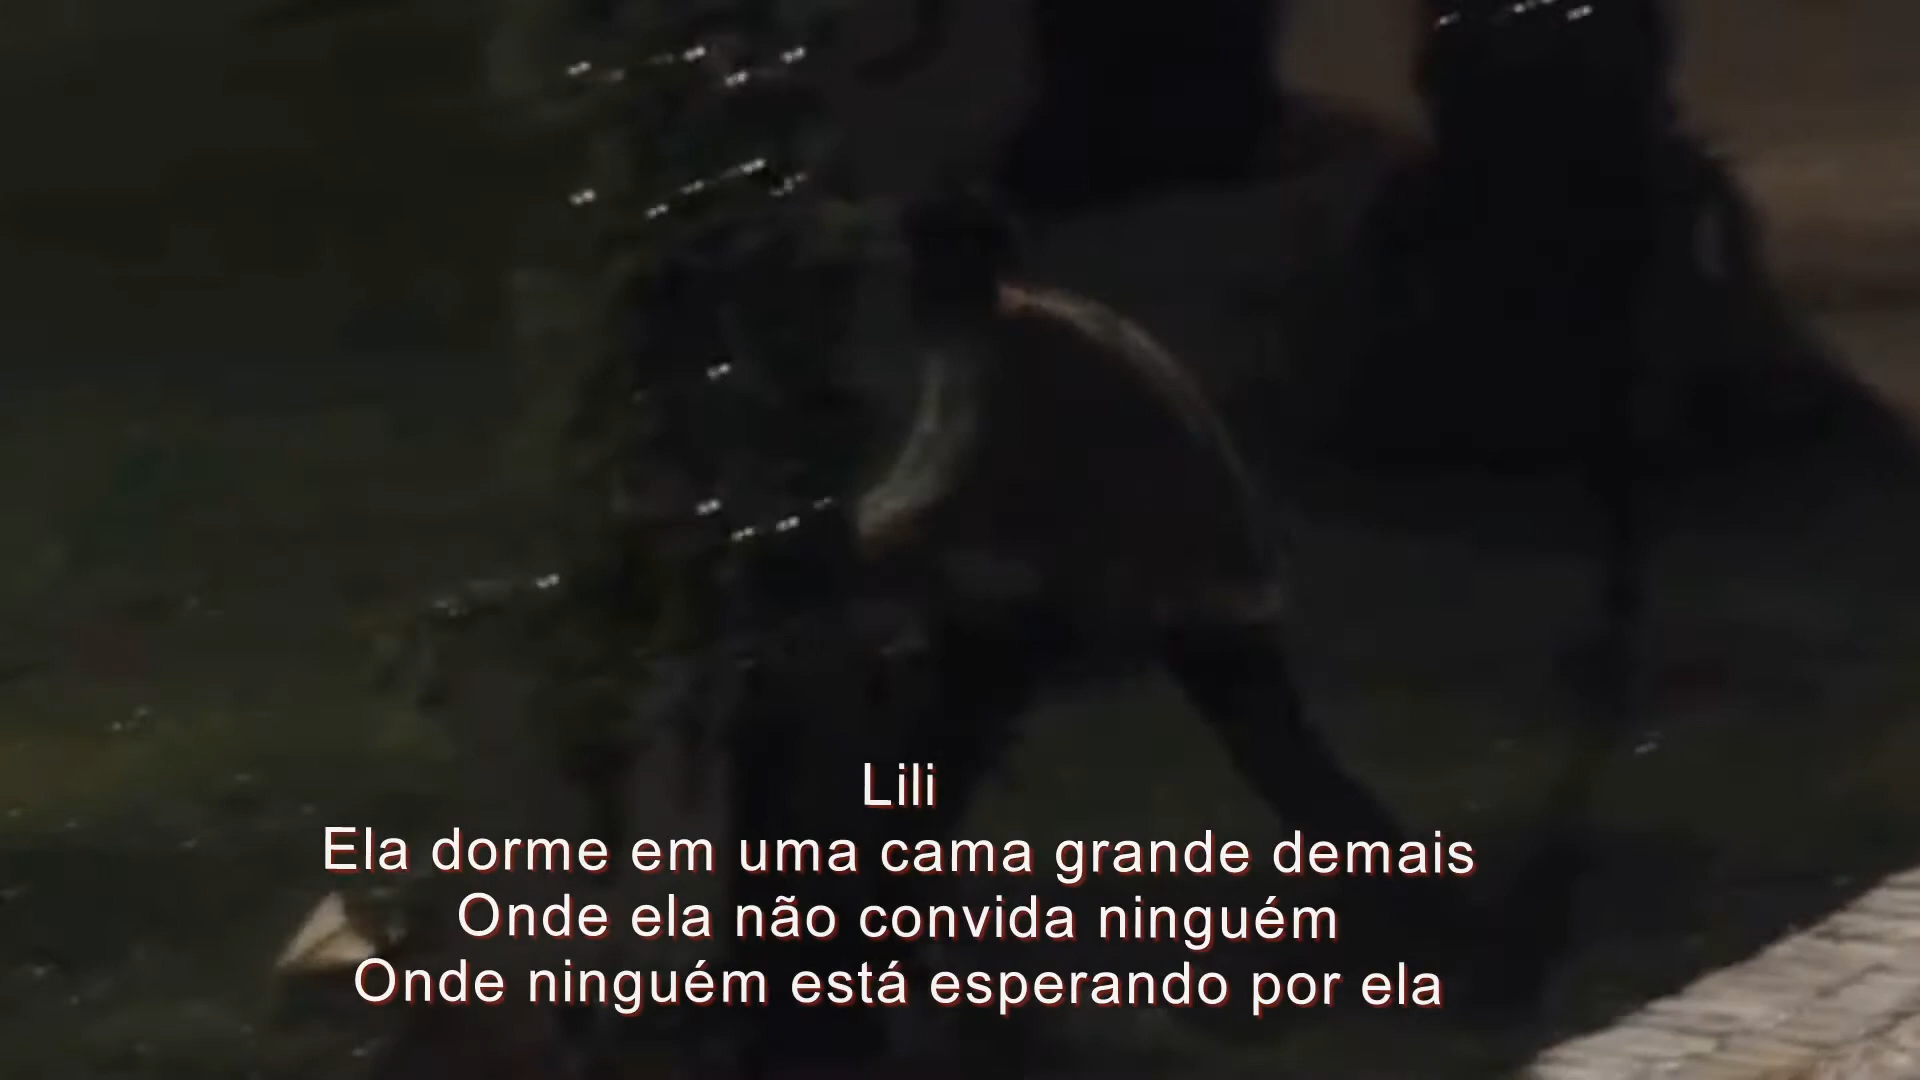 Lili
Ela dorme em uma cama grande demais
Onde ela não convida ninguém
Onde ninguém está esperando por ela